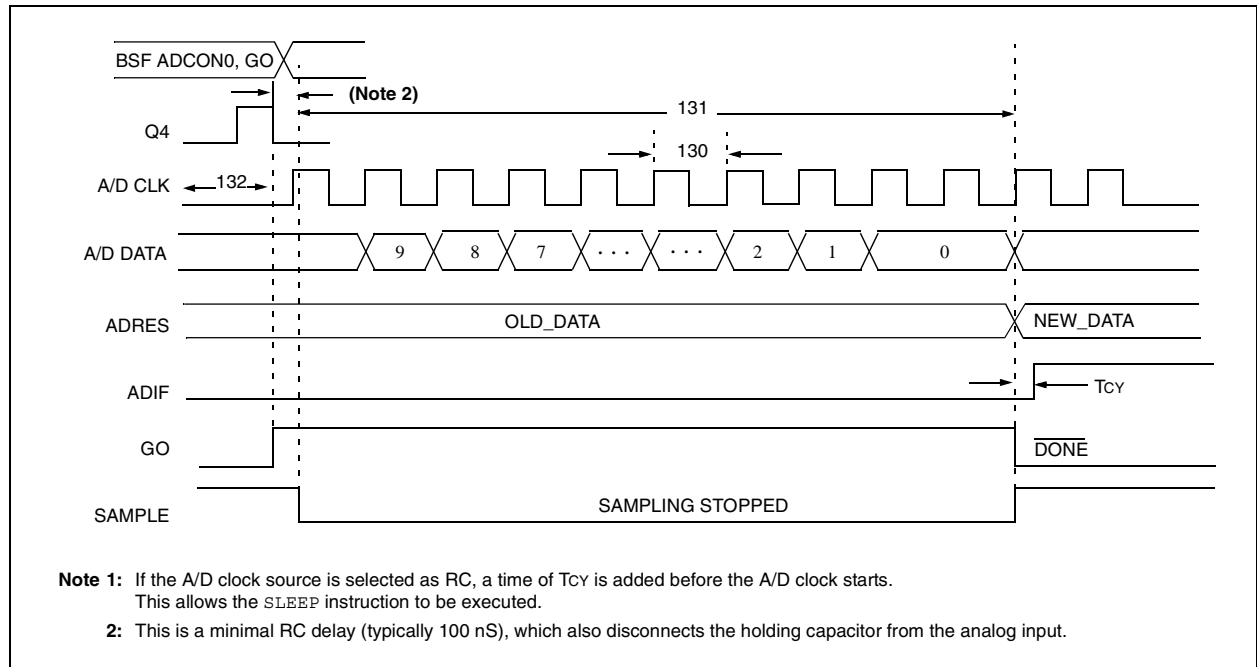 BSF ADCON0, GO
(Note 2)
131
Q4
130
A/D CLK
132
A/D DATA
9 8 7 · · · · · · 2 1 0
ADRES
OLD_DATA
NEW_DATA
ADIF
TCY
GO
DONE
SAMPLE
SAMPLING STOPPED
Note 1: If the A/D clock source is selected as RC, a time of TCY is added before the A/D clock starts.
This allows the SLEEP instruction to be executed.
2: This is a minimal RC delay (typically 100 nS), which also disconnects the holding capacitor from the analog input.